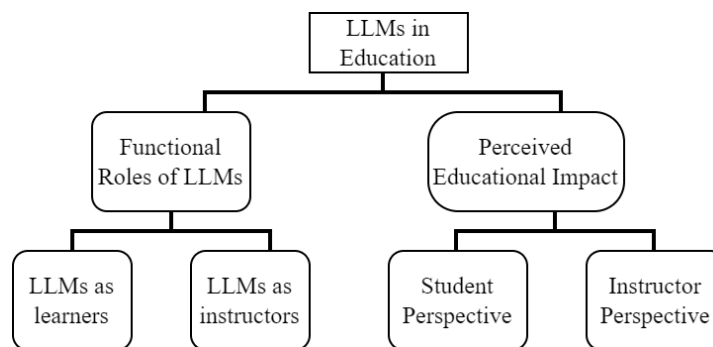 LLMs in
Education
Functional
Roles of LLMs
Perceived
Educational Impact
LLMs as
learners
LLMs as
instructors
Student
Perspective
Instructor
Perspective